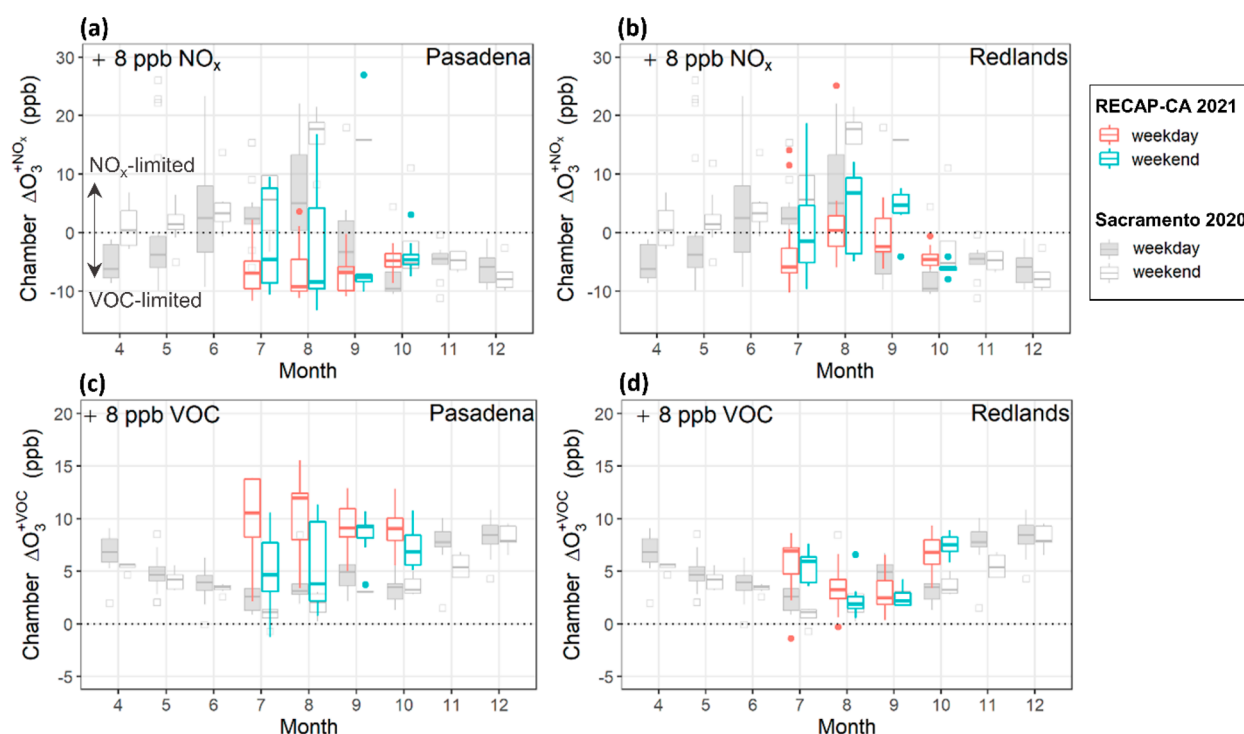 (a)
+ 8 ppb NOₓ
Pasadena
Chamber ΔO₃⁺ᴺᴼˣ (ppb)
30
20
10
0
-10
NOₓ-limited
VOC-limited
4 5 6 7 8 9 10 11 12
Month
(b)
+ 8 ppb NOₓ
Redlands
Chamber ΔO₃⁺ᴺᴼˣ (ppb)
30
20
10
0
-10
4 5 6 7 8 9 10 11 12
Month
RECAP-CA 2021
weekday
weekend
Sacramento 2020
weekday
weekend
(c)
+ 8 ppb VOC
Pasadena
Chamber ΔO₃⁺ⱽᴼᶜ (ppb)
20
15
10
5
0
-5
4 5 6 7 8 9 10 11 12
Month
(d)
+ 8 ppb VOC
Redlands
Chamber ΔO₃⁺ⱽᴼᶜ (ppb)
20
15
10
5
0
-5
4 5 6 7 8 9 10 11 12
Month